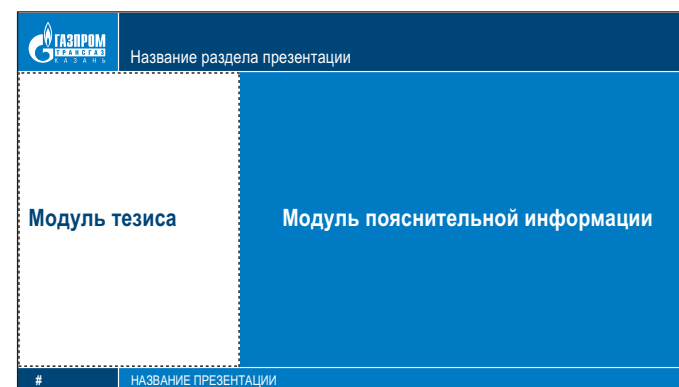 ГАЗПРОМ
ТРАНСГАЗ
КАЗАНЬ
Название раздела презентации
Модуль тезиса
Модуль пояснительной информации
# НАЗВАНИЕ ПРЕЗЕНТАЦИИ